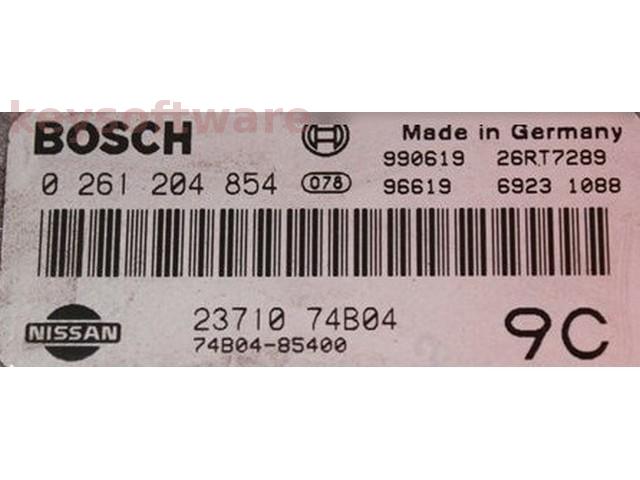 keysoftware
BOSCH
Made in Germany
990619 26RT7289
0 261 204 854 078
96619 6923 1088
NISSAN
23710 74B04
74B04-85400
9C